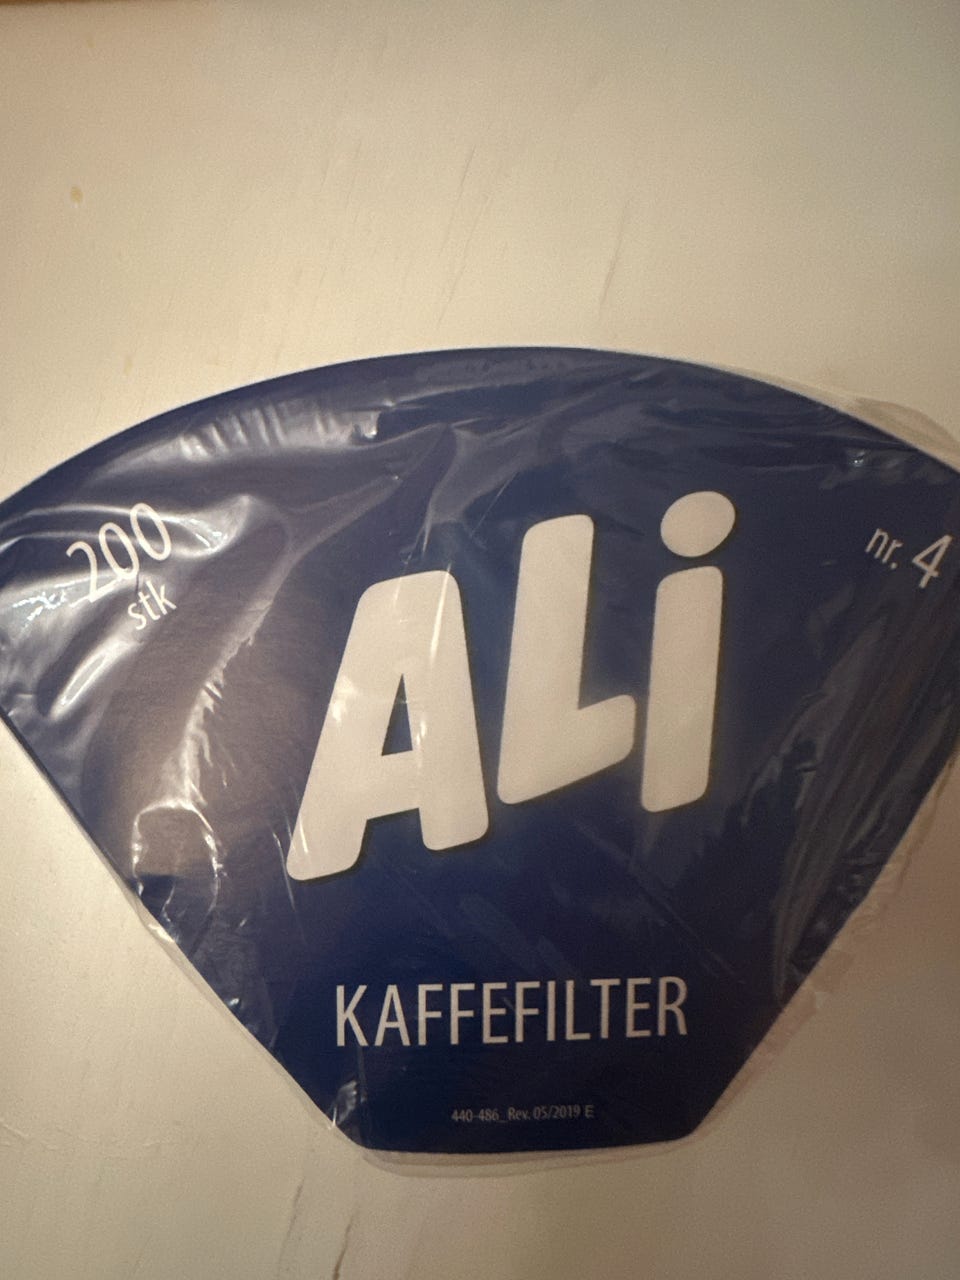 200
stk
nr. 4
ALi
KAFFEFILTER
440-486_Rev. 05/2019 E